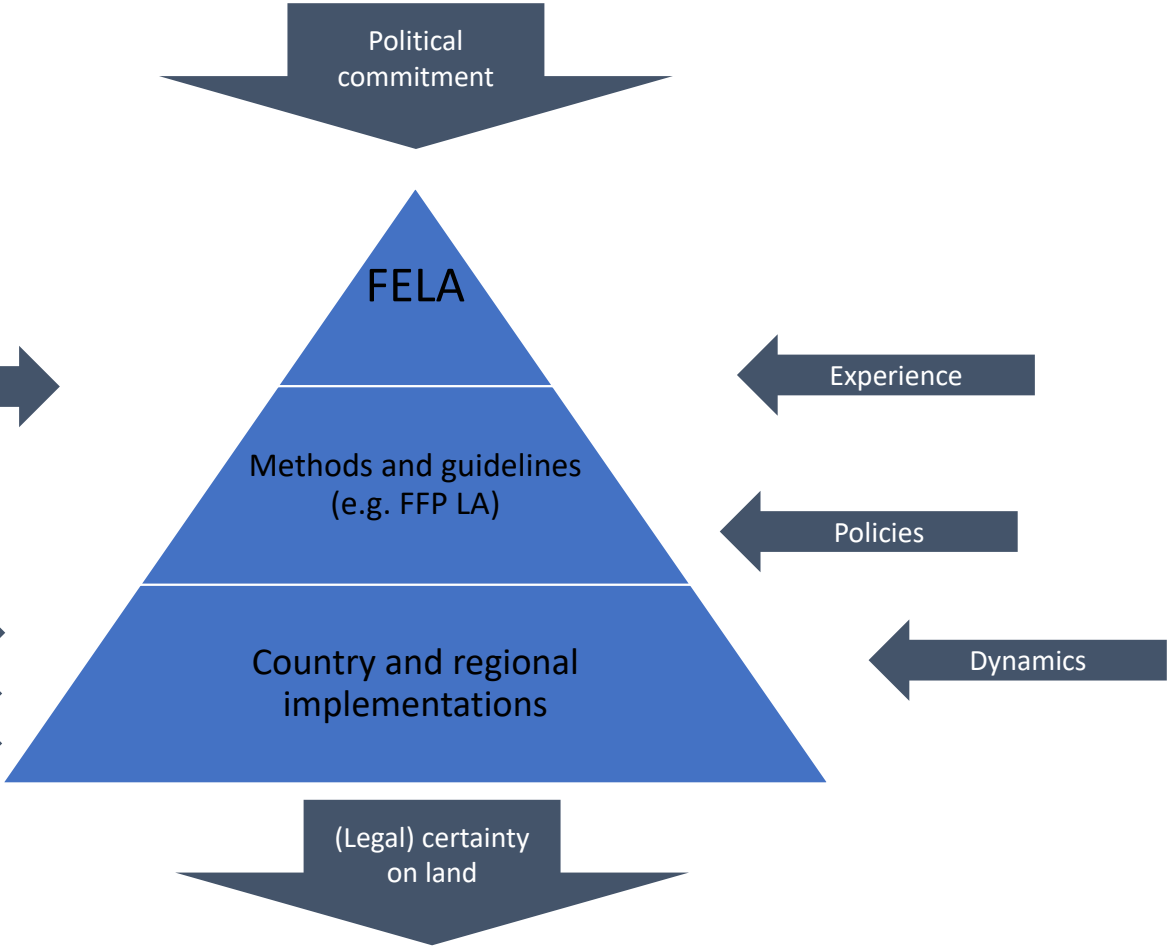 Political
commitment
FELA
Experience
Methods and guidelines
(e.g. FFP LA)
Policies
Country and regional
implementations
Dynamics
(Legal) certainty
on land